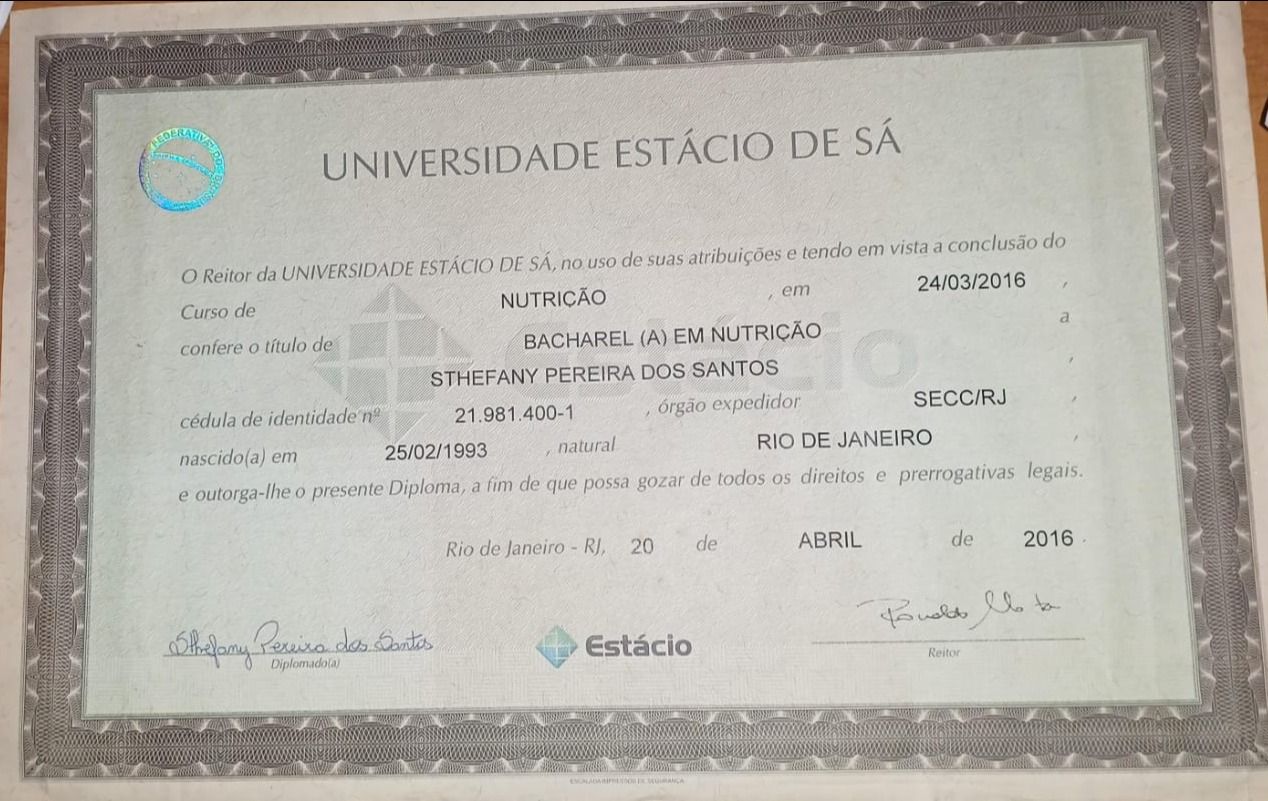 UNIVERSIDADE ESTÁCIO DE SÁ
O Reitor da UNIVERSIDADE ESTÁCIO DE SÁ, no uso de suas atribuições e tendo em vista a conclusão do
Curso de NUTRIÇÃO , em 24/03/2016 ,
confere o título de BACHAREL (A) EM NUTRIÇÃO a
STHEFANY PEREIRA DOS SANTOS ,
cédula de identidade nº 21.981.400-1 , órgão expedidor SECC/RJ ,
nascido(a) em 25/02/1993 , natural RIO DE JANEIRO ,
e outorga-lhe o presente Diploma, a fim de que possa gozar de todos os direitos e prerrogativas legais.
Rio de Janeiro - RJ, 20 de ABRIL de 2016 .
Sthefany Pereira dos Santos
Diplomado(a)
Estácio
Reitor